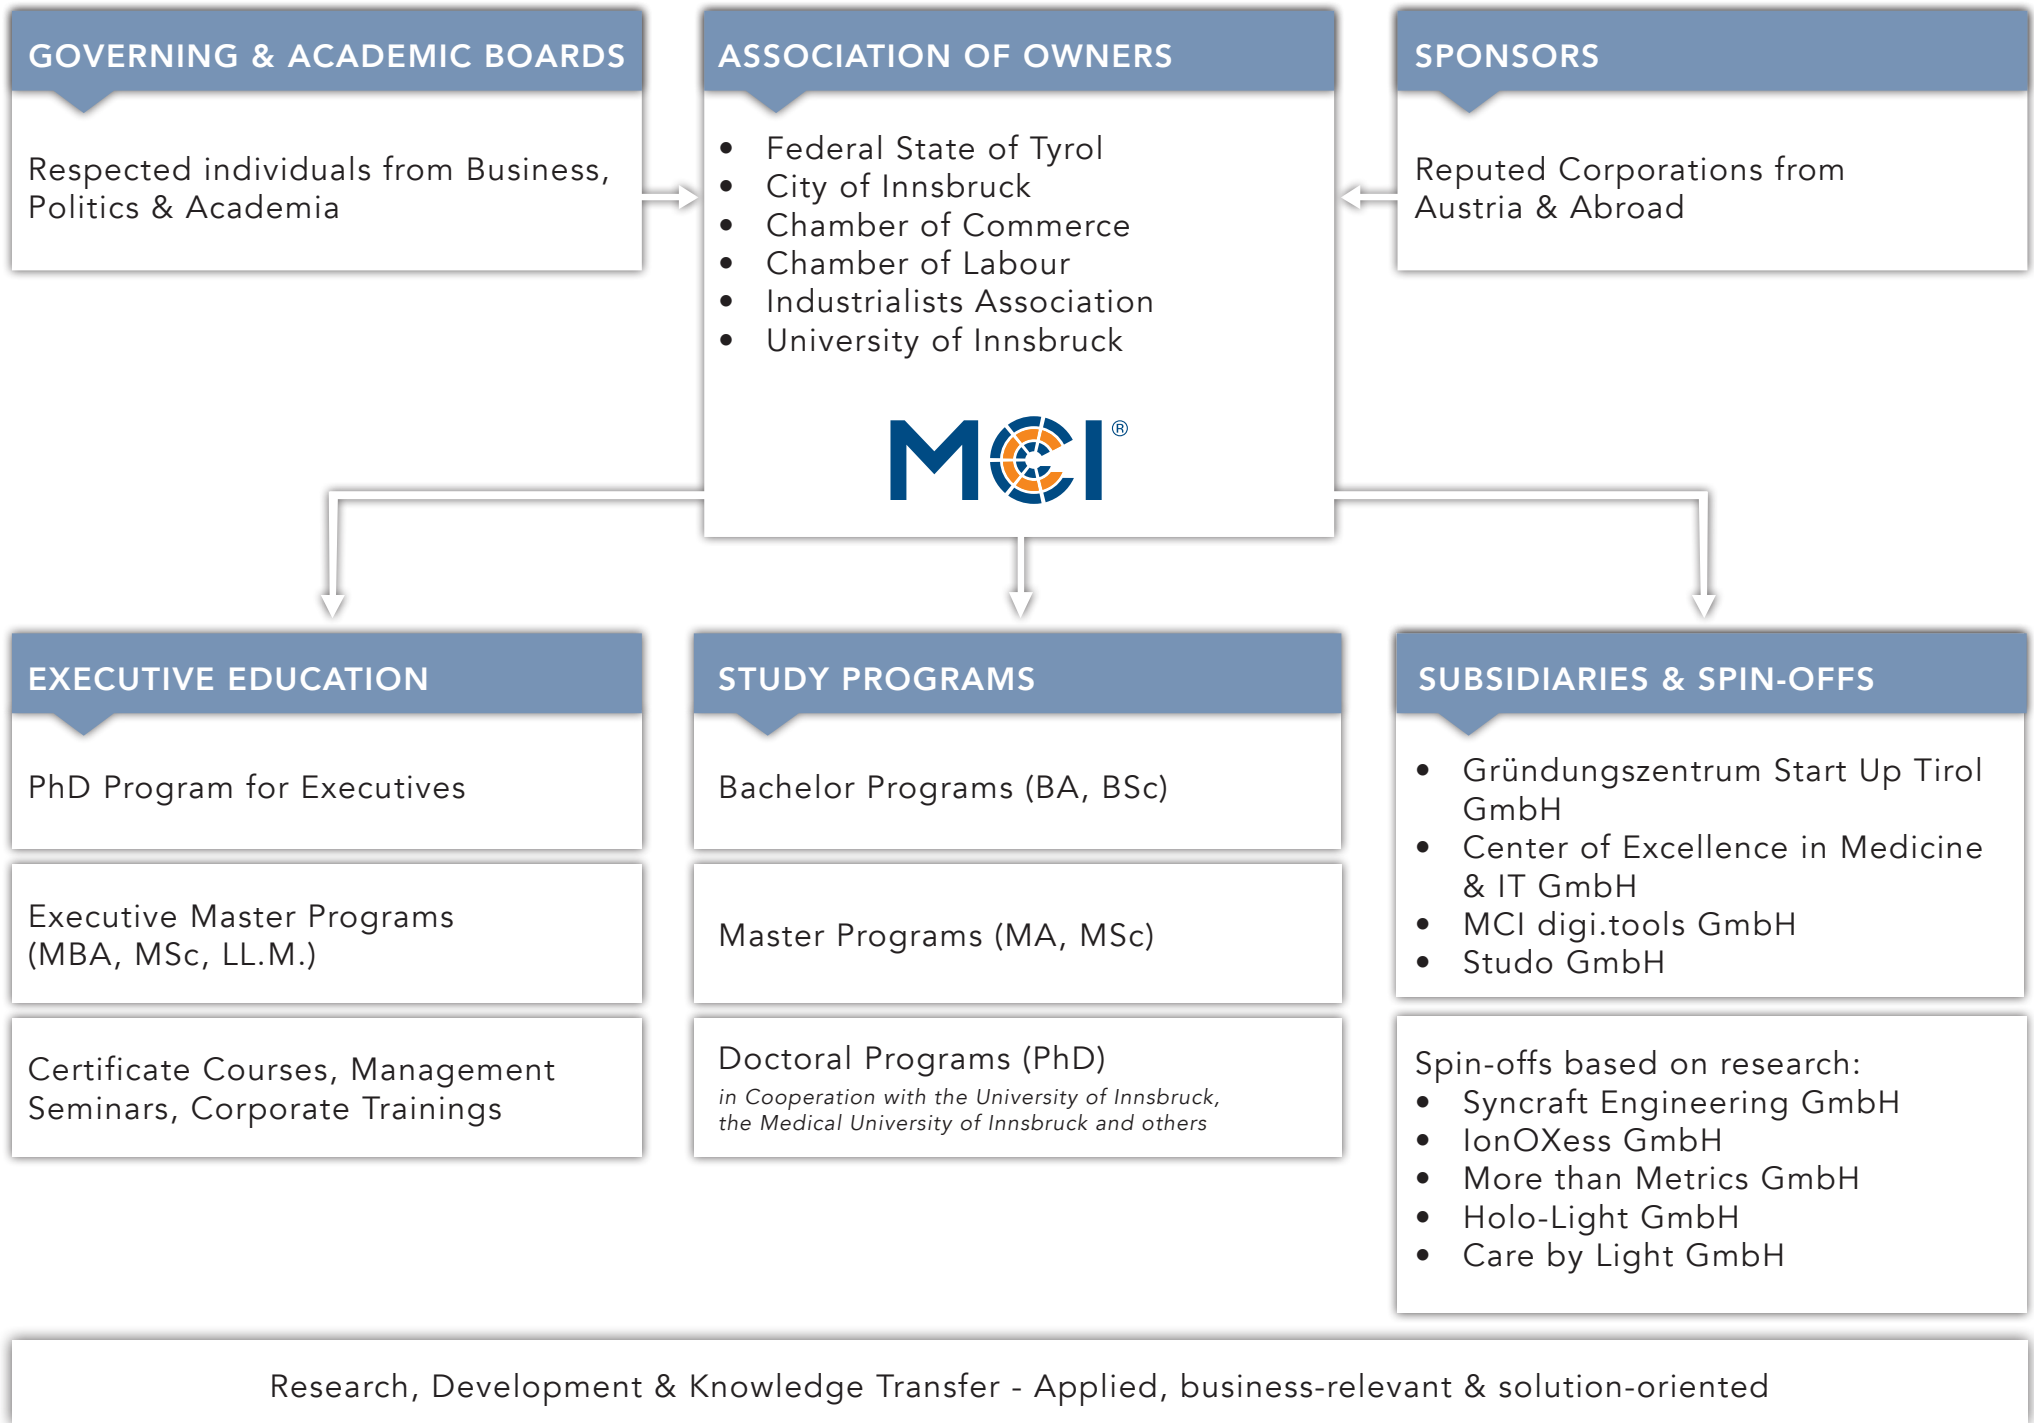 GOVERNING & ACADEMIC BOARDS
Respected individuals from Business,
Politics & Academia
ASSOCIATION OF OWNERS
• Federal State of Tyrol
• City of Innsbruck
• Chamber of Commerce
• Chamber of Labour
• Industrialists Association
• University of Innsbruck
MCI®
SPONSORS
Reputed Corporations from
Austria & Abroad
EXECUTIVE EDUCATION
PhD Program for Executives
Executive Master Programs
(MBA, MSc, LL.M.)
Certificate Courses, Management
Seminars, Corporate Trainings
STUDY PROGRAMS
Bachelor Programs (BA, BSc)
Master Programs (MA, MSc)
Doctoral Programs (PhD)
in Cooperation with the University of Innsbruck,
the Medical University of Innsbruck and others
SUBSIDIARIES & SPIN-OFFS
• Gründungszentrum Start Up Tirol
GmbH
• Center of Excellence in Medicine
& IT GmbH
• MCI digi.tools GmbH
• Studo GmbH
Spin-offs based on research:
• Syncraft Engineering GmbH
• IonOXess GmbH
• More than Metrics GmbH
• Holo-Light GmbH
• Care by Light GmbH
Research, Development & Knowledge Transfer - Applied, business-relevant & solution-oriented